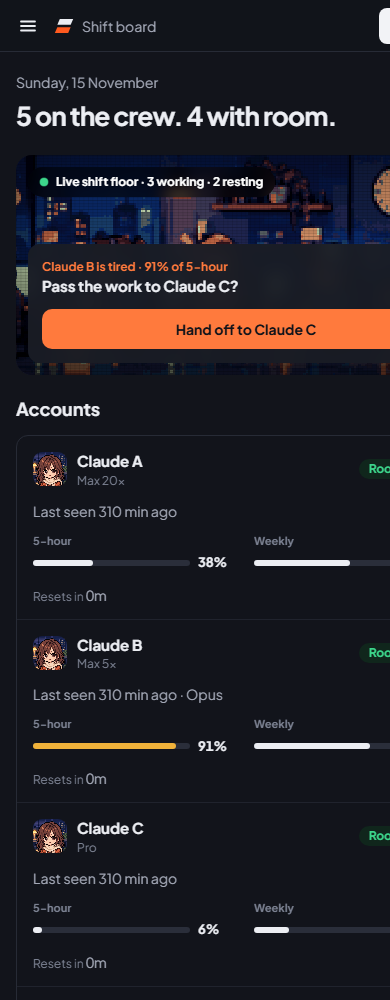 Shift board
Sunday, 15 November
5 on the crew. 4 with room.
Live shift floor · 3 working · 2 resting
Claude B is tired · 91% of 5-hour
Pass the work to Claude C?
Hand off to Claude C
Accounts
Claude A
Max 20×
Roo
Last seen 310 min ago
5-hour
Weekly
38%
Resets in 0m
Claude B
Max 5×
Roo
Last seen 310 min ago · Opus
5-hour
Weekly
91%
Resets in 0m
Claude C
Pro
Roo
Last seen 310 min ago
5-hour
Weekly
6%
Resets in 0m